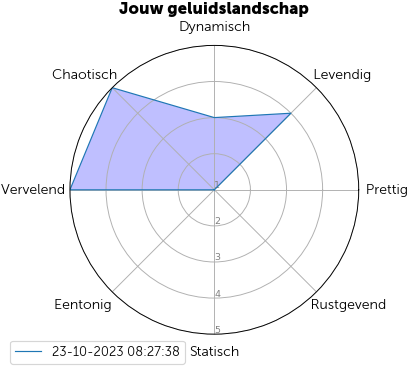 Jouw geluidslandschap
Dynamisch
Chaotisch
Levendig
Vervelend
Prettig
1
2
3
4
5
Eentonig
Rustgevend
Statisch
23-10-2023 08:27:38